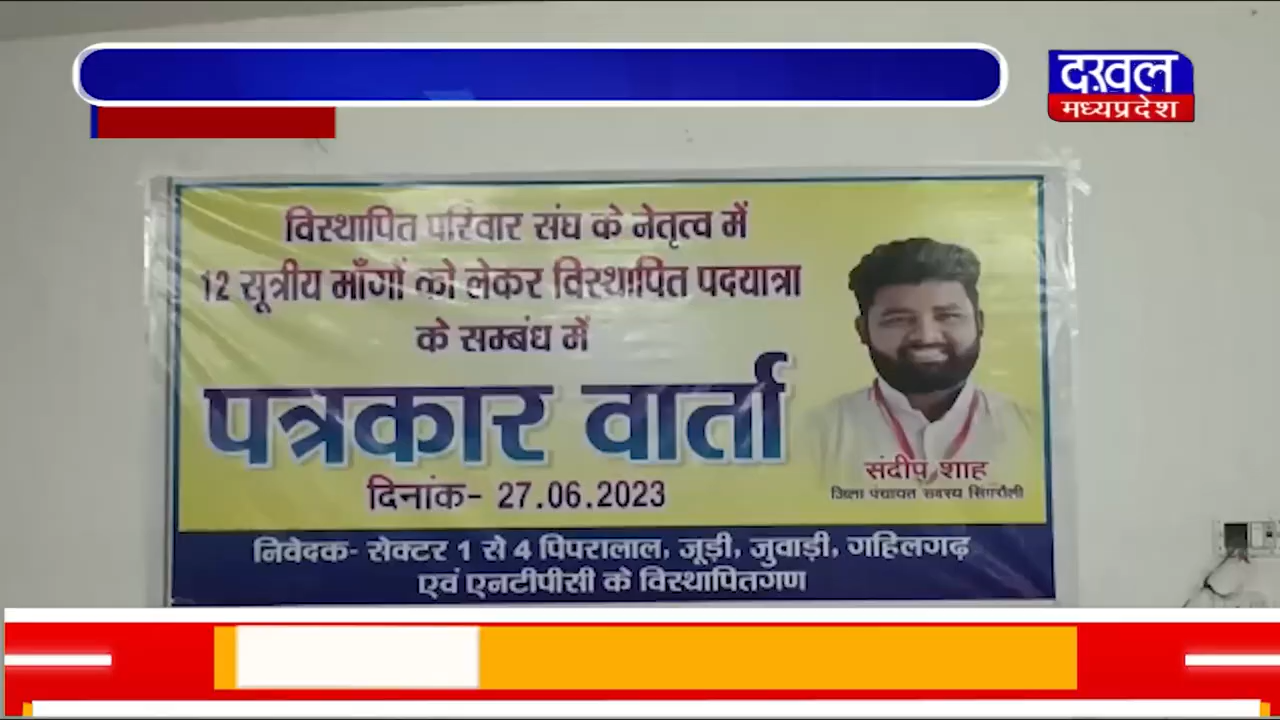 दख़ल
मध्यप्रदेश
विस्थापित परिवार संघ के नेतृत्व में
12 सूत्रीय माँगों को लेकर विस्थापित पदयात्रा
के सम्बंध में
पत्रकार वार्ता
दिनांक- 27.06.2023
संदीप शाह
जिला पंचायत सदस्य सिंगरौली
निवेदक- सेक्टर 1 से 4 पिपरालाल, जूड़ी, जुवाड़ी, गहिलगढ़
एवं एनटीपीसी के विस्थापितगण